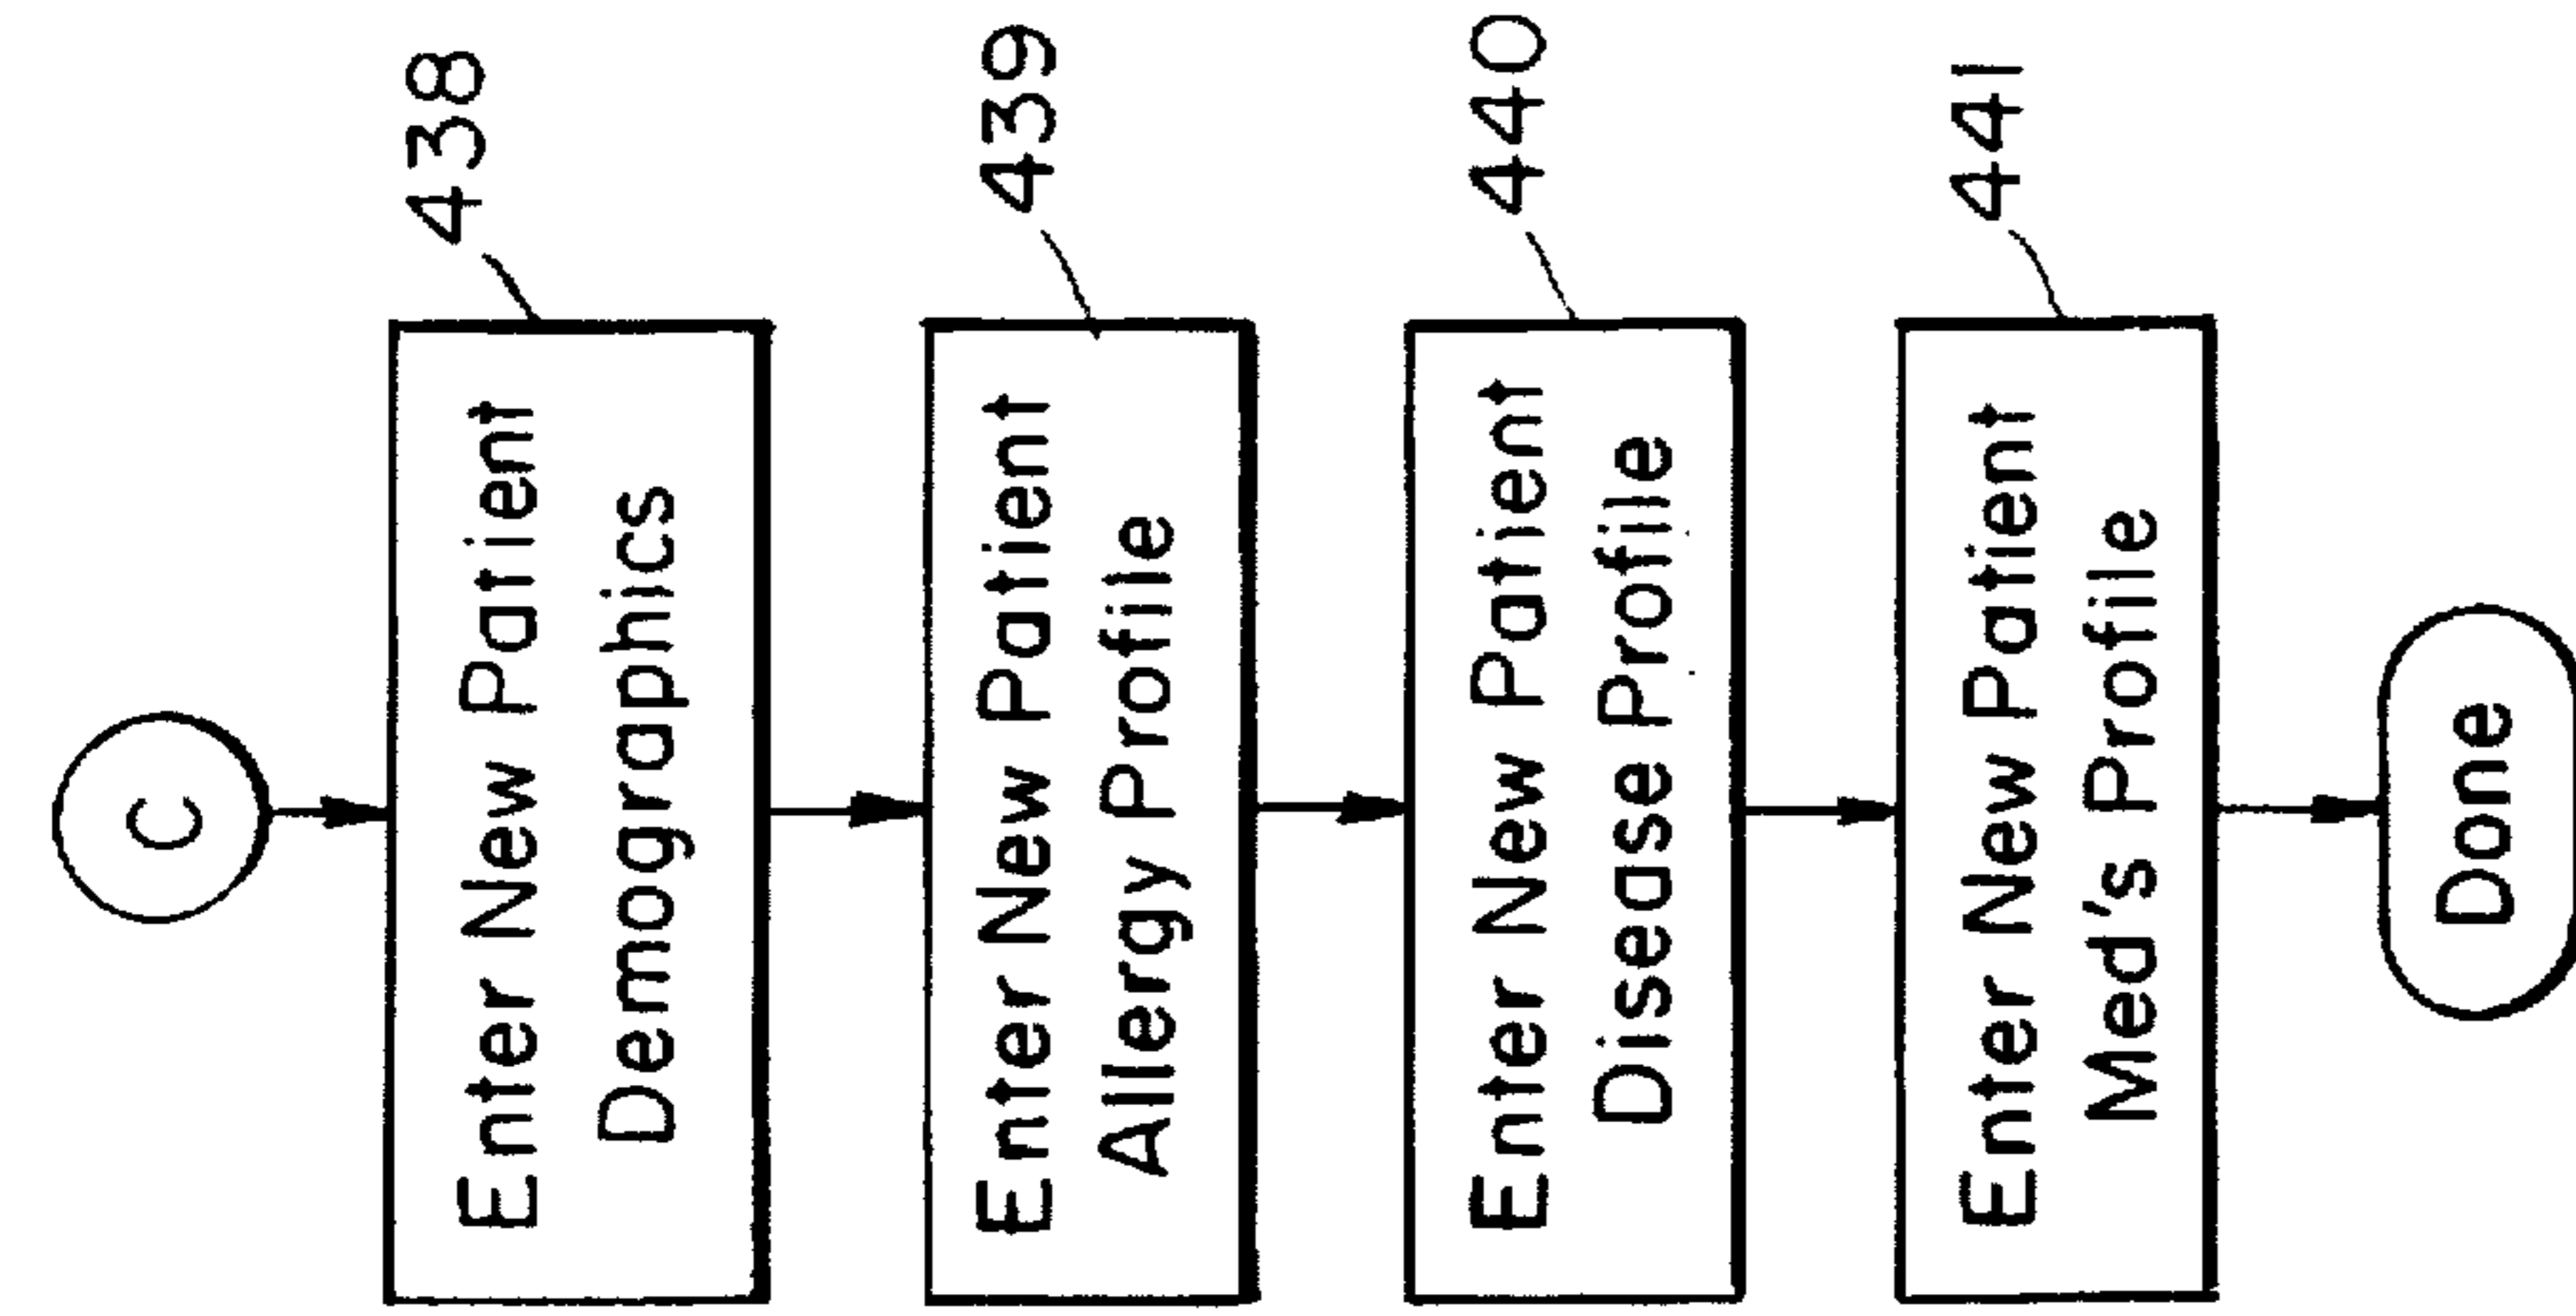 C
438
Enter New Patient
Demographics
439
Enter New Patient
Allergy Profile
440
Enter New Patient
Disease Profile
441
Enter New Patient
Med's Profile
Done